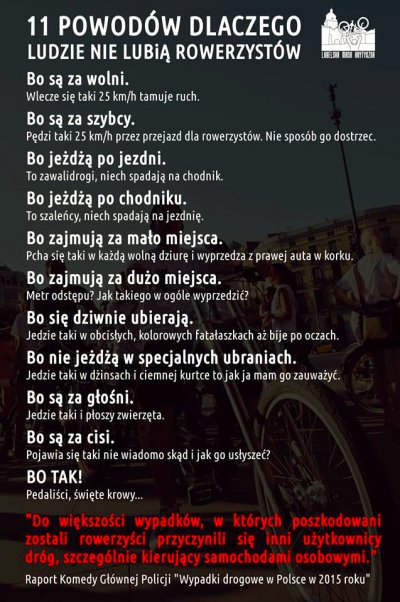 11 POWODÓW DLACZEGO
LUDZIE NIE LUBIĄ ROWERZYSTÓW
LUBELSKA MASA KRYTYCZNA
Bo są za wolni.
Wlecze się taki 25 km/h tamuje ruch.
Bo są za szybcy.
Pędzi taki 25 km/h przez przejazd dla rowerzystów. Nie sposób go dostrzec.
Bo jeżdżą po jezdni.
To zawalidrogi, niech spadają na chodnik.
Bo jeżdżą po chodniku.
To szaleńcy, niech spadają na jezdnię.
Bo zajmują za mało miejsca.
Pcha się taki w każdą wolną dziurę i wyprzedza z prawej auta w korku.
Bo zajmują za dużo miejsca.
Metr odstępu? Jak takiego w ogóle wyprzedzić?
Bo się dziwnie ubierają.
Jedzie taki w obcisłych, kolorowych fatałaszkach aż bije po oczach.
Bo nie jeżdżą w specjalnych ubraniach.
Jedzie taki w dżinsach i ciemnej kurtce to jak ja mam go zauważyć.
Bo są za głośni.
Jedzie taki i płoszy zwierzęta.
Bo są za cisi.
Pojawia się taki nie wiadomo skąd i jak go usłyszeć?
BO TAK!
Pedaliści, święte krowy...
"Do większości wypadków, w których poszkodowani
zostali rowerzyści przyczynili się inni użytkownicy
dróg, szczególnie kierujący samochodami osobowymi."
Raport Komedy Głównej Policji "Wypadki drogowe w Polsce w 2015 roku"